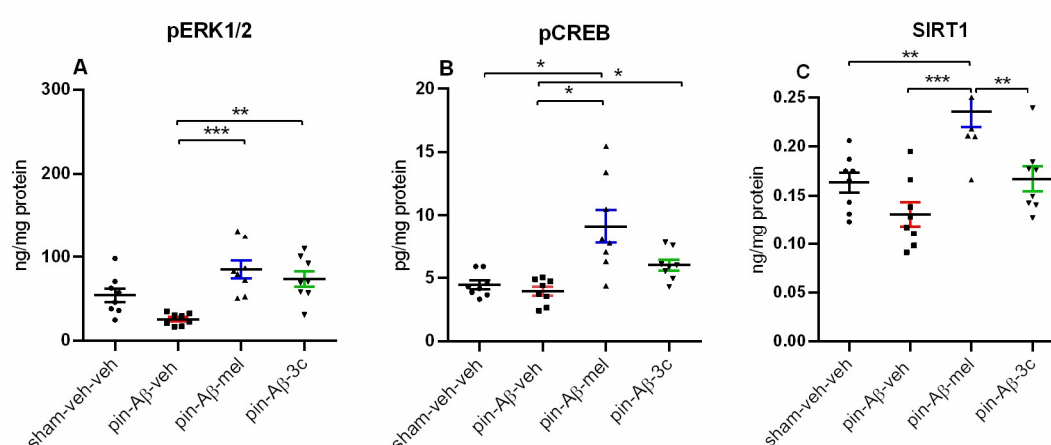 pERK1/2
A
**
***
300
200
100
0
ng/mg protein
sham-veh-veh
pin-Aβ-veh
pin-Aβ-mel
pin-Aβ-3c
pCREB
B
*
*
*
20
15
10
5
0
pg/mg protein
sham-veh-veh
pin-Aβ-veh
pin-Aβ-mel
pin-Aβ-3c
SIRT1
C
**
***
**
0.25
0.20
0.15
0.10
0.05
0.00
ng/mg protein
sham-veh-veh
pin-Aβ-veh
pin-Aβ-mel
pin-Aβ-3c